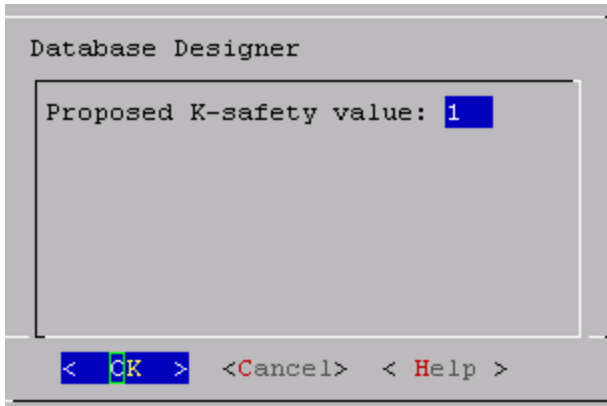 Database Designer
Proposed K-safety value: 1
< OK > <Cancel> < Help >